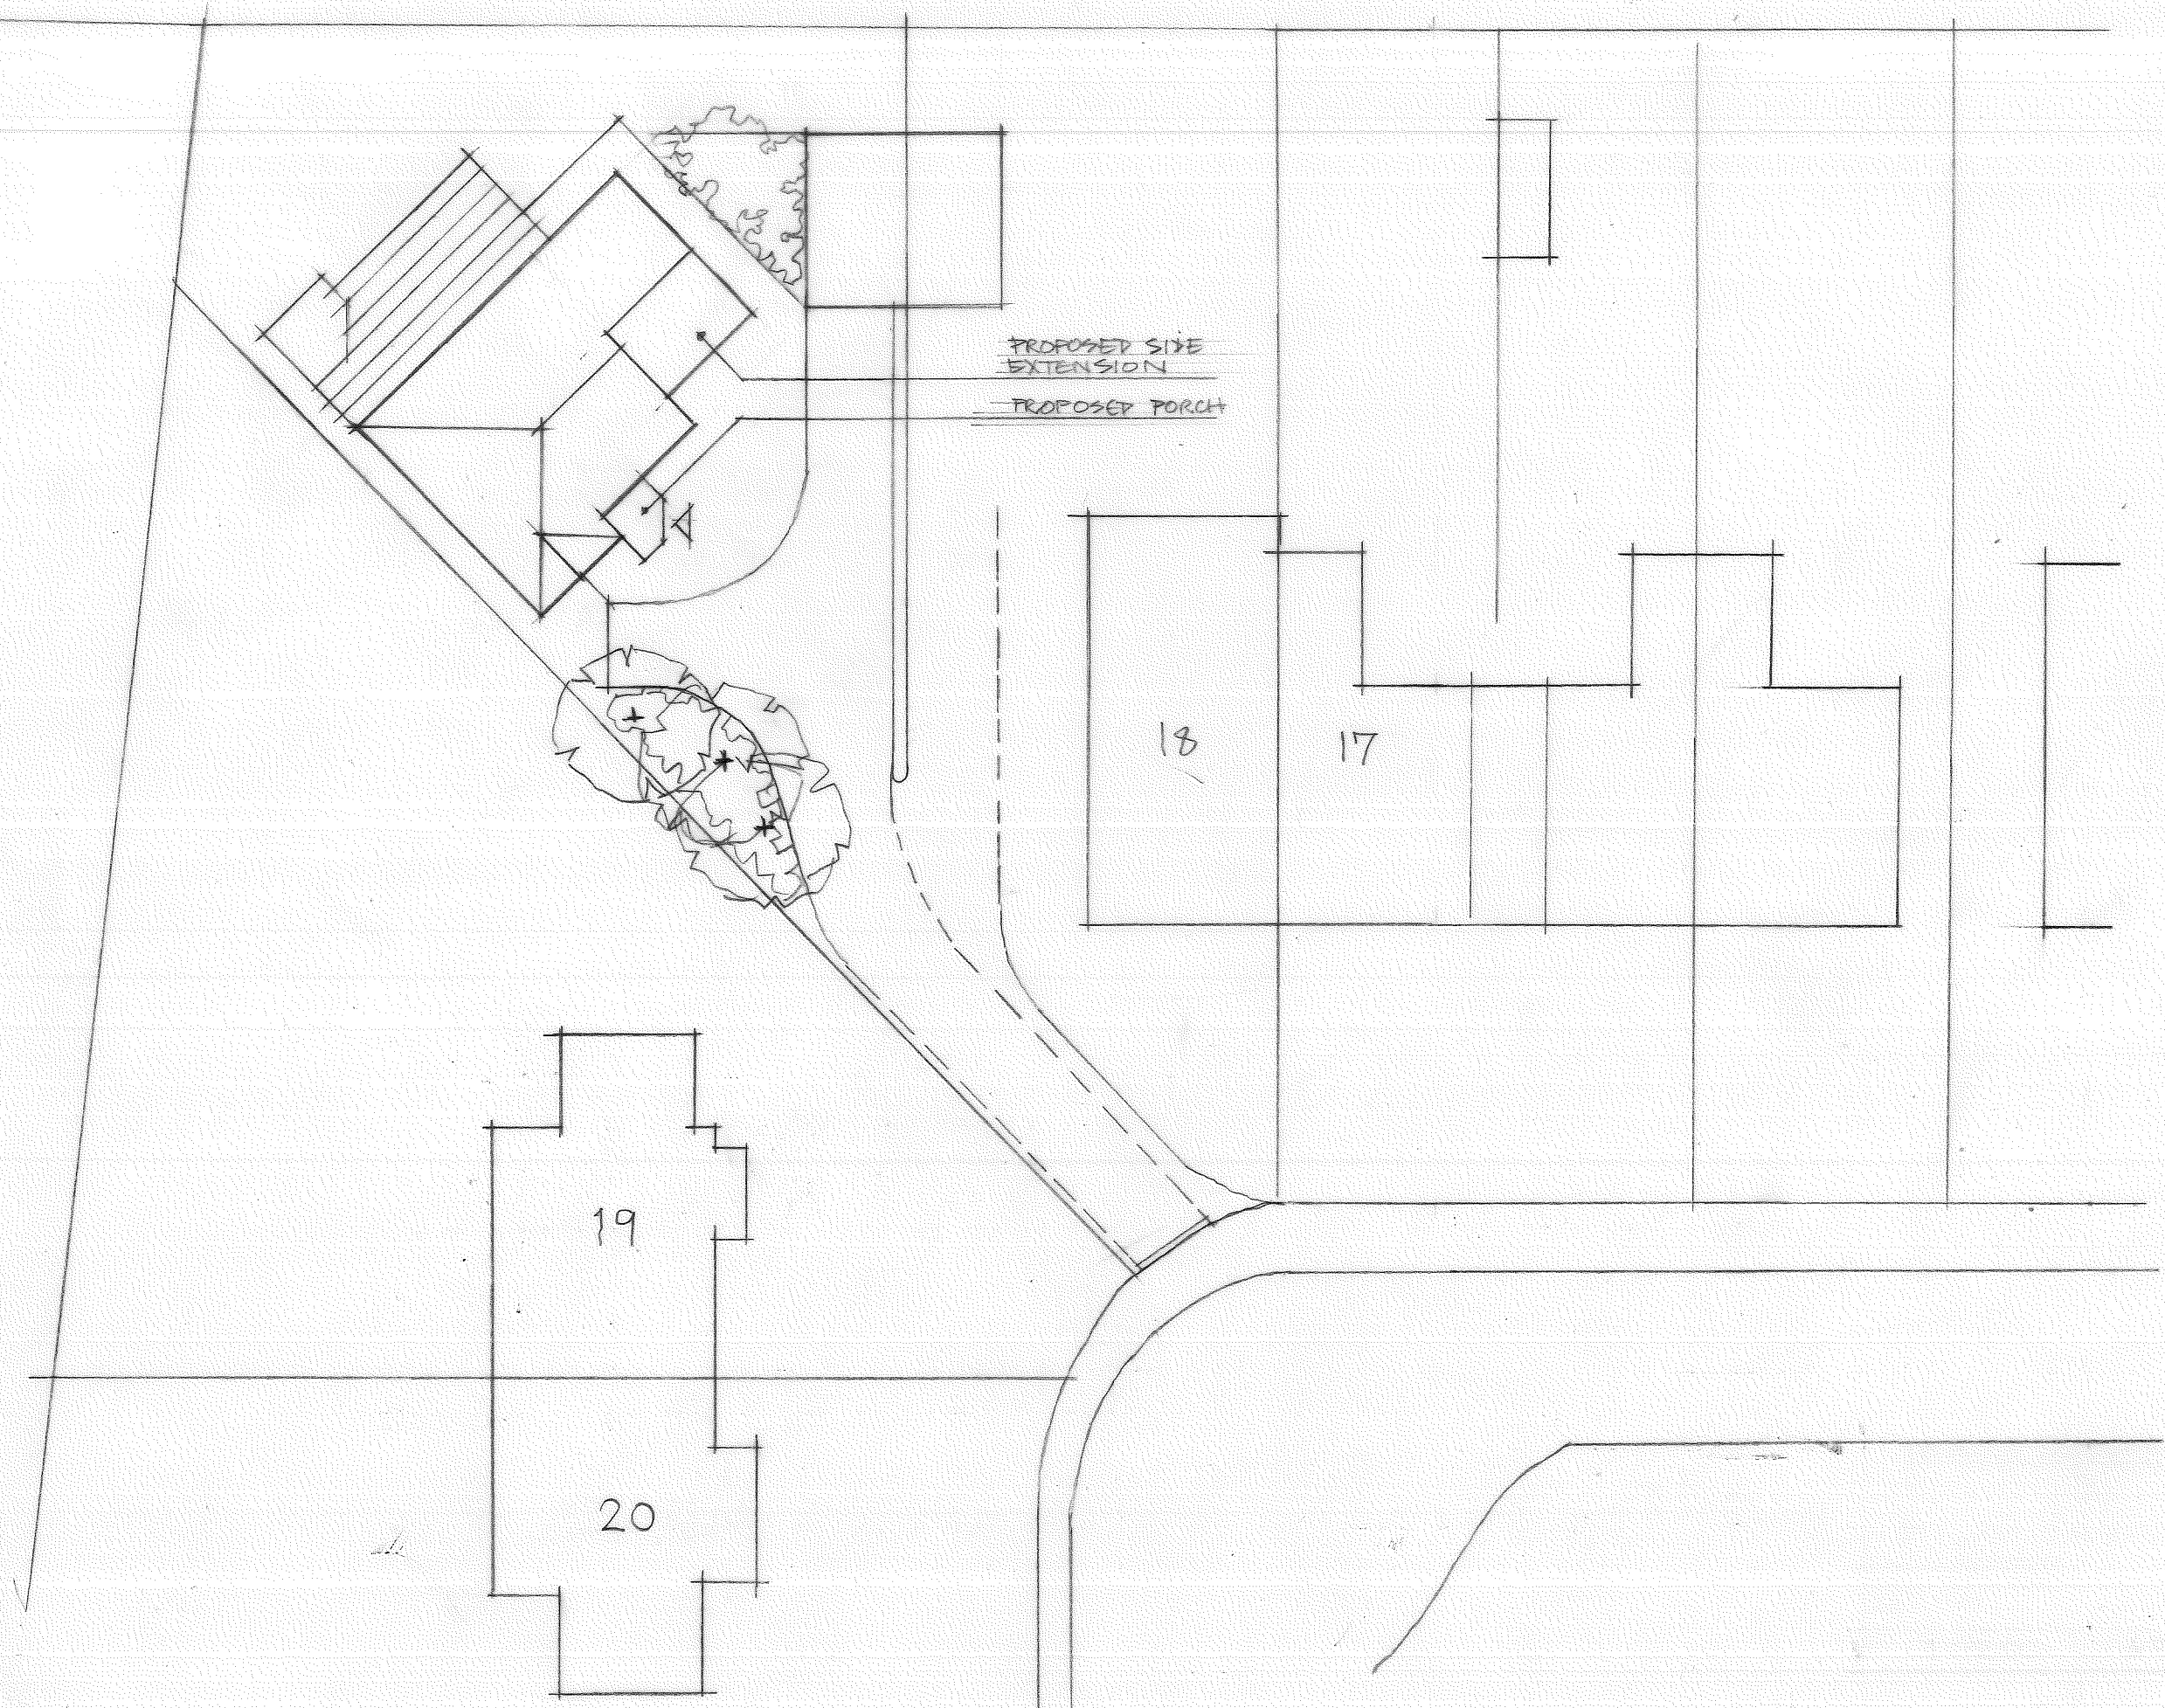 PROPOSED SIDE
EXTENSION
PROPOSED PORCH
18
17
19
20